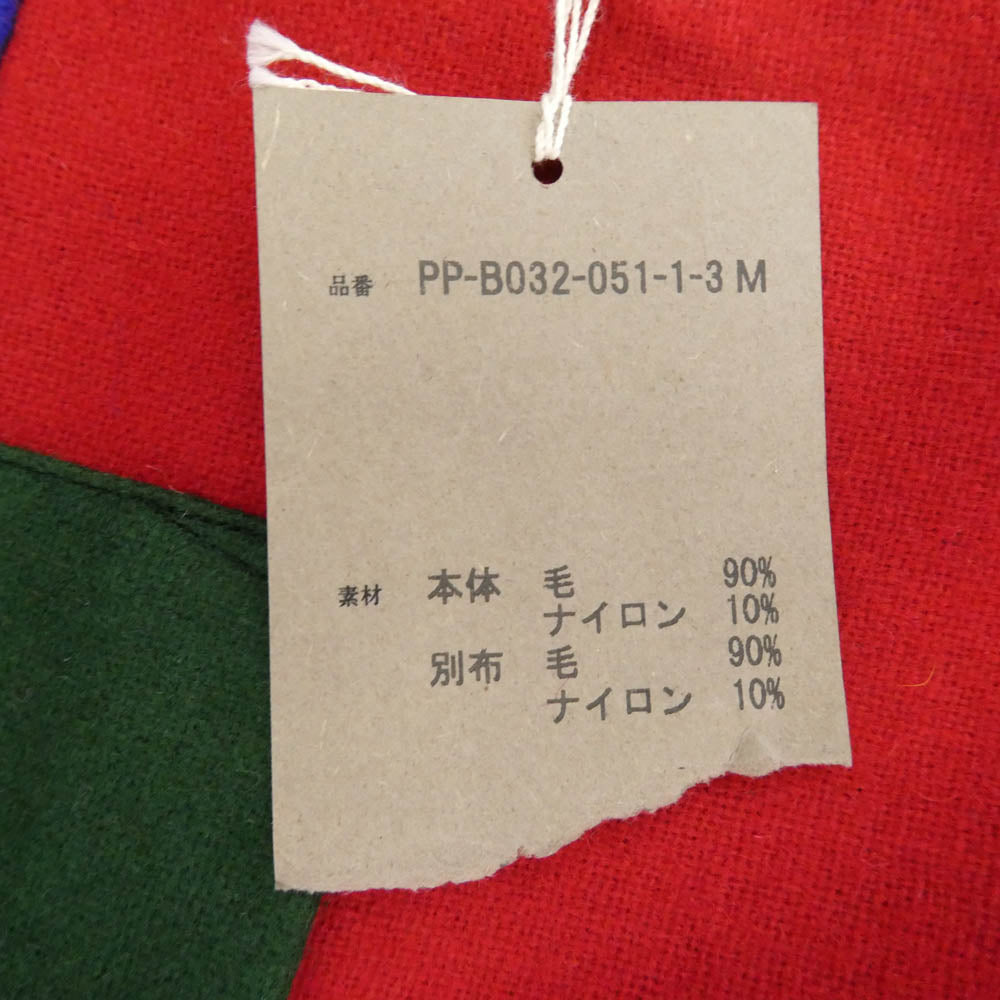 品番 PP-B032-051-1-3 M
素材 本体 毛 90%
ナイロン 10%
別布 毛 90%
ナイロン 10%